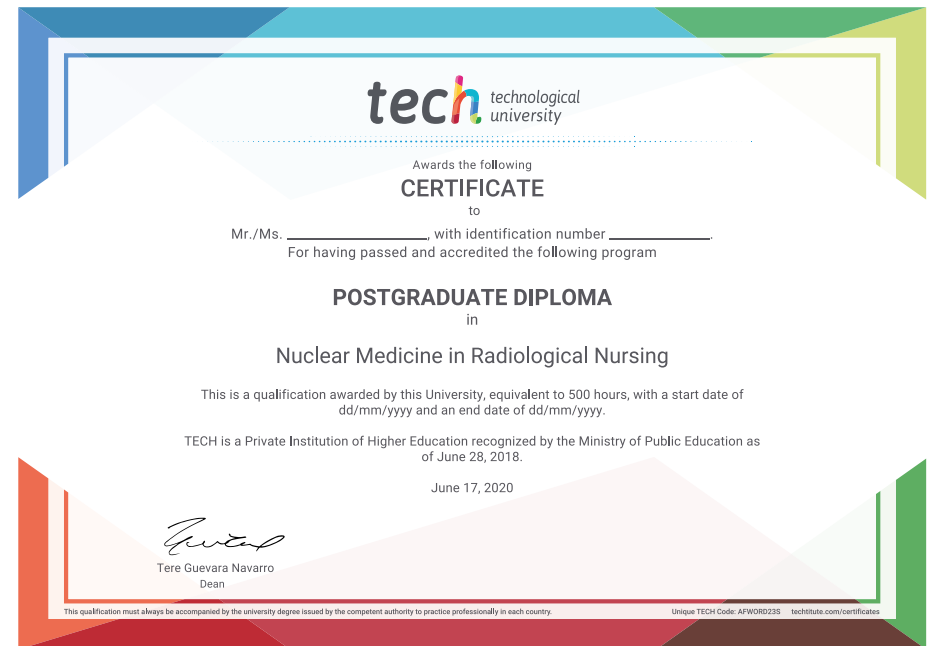 tech technological
university
Awards the following
CERTIFICATE
to
Mr./Ms. ____________________, with identification number ______________.
For having passed and accredited the following program
POSTGRADUATE DIPLOMA
in
Nuclear Medicine in Radiological Nursing
This is a qualification awarded by this University, equivalent to 500 hours, with a start date of
dd/mm/yyyy and an end date of dd/mm/yyyy.
TECH is a Private Institution of Higher Education recognized by the Ministry of Public Education as
of June 28, 2018.
June 17, 2020
Tere Guevara Navarro
Dean
This qualification must always be accompanied by the university degree issued by the competent authority to practice professionally in each country.
Unique TECH Code: AFWORD23S techtitute.com/certificates